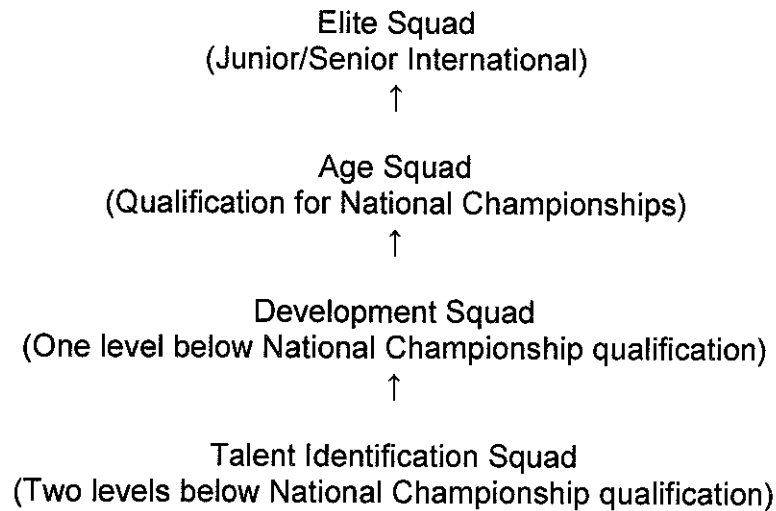 Elite Squad
(Junior/Senior International)
↑
Age Squad
(Qualification for National Championships)
↑
Development Squad
(One level below National Championship qualification)
↑
Talent Identification Squad
(Two levels below National Championship qualification)